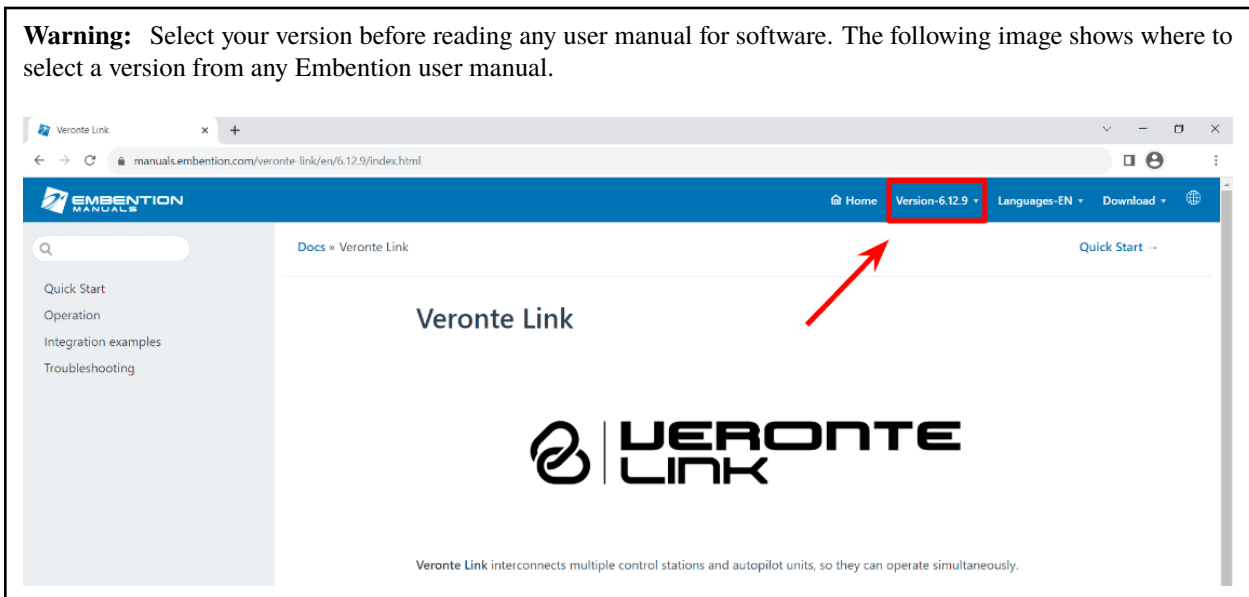 Warning: Select your version before reading any user manual for software. The following image shows where to
select a version from any Embention user manual.
Veronte Link
manuals.embention.com/veronte-link/en/6.12.9/index.html
EMBENTION
MANUALS
Home Version-6.12.9 Languages-EN Download
Docs » Veronte Link
Quick Start →
Quick Start
Operation
Integration examples
Troubleshooting
Veronte Link
VERONTE
LINK
Veronte Link interconnects multiple control stations and autopilot units, so they can operate simultaneously.